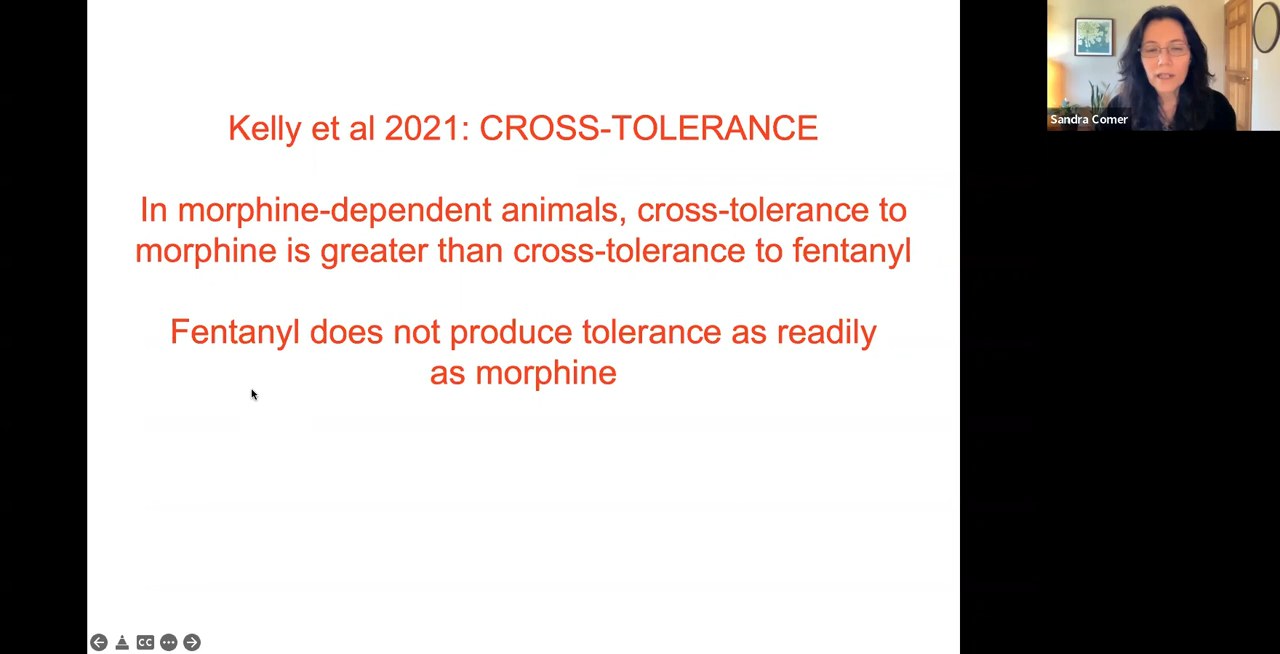 Kelly et al 2021: CROSS-TOLERANCE
In morphine-dependent animals, cross-tolerance to
morphine is greater than cross-tolerance to fentanyl
Fentanyl does not produce tolerance as readily
as morphine
Sandra Comer
CC